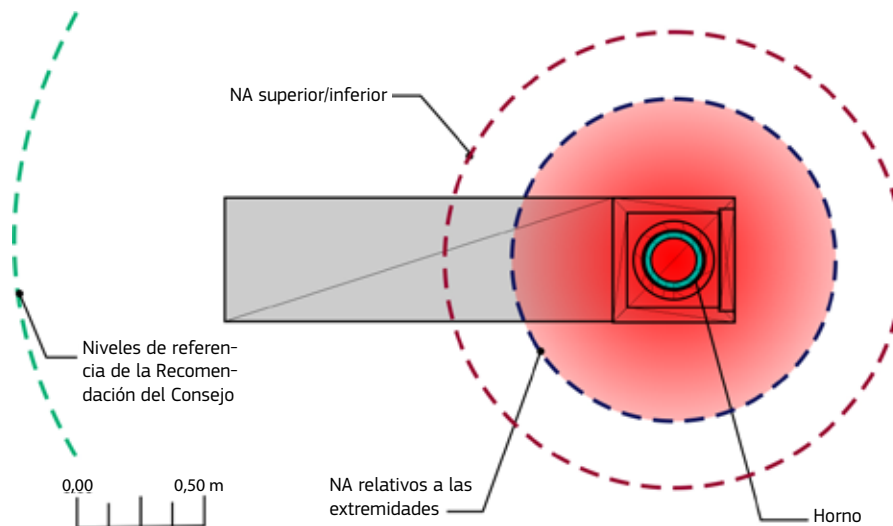 NA superior/inferior
Niveles de referen-
cia de la Recomen-
dación del Consejo
0,00
0,50 m
NA relativos a las
extremidades
Horno